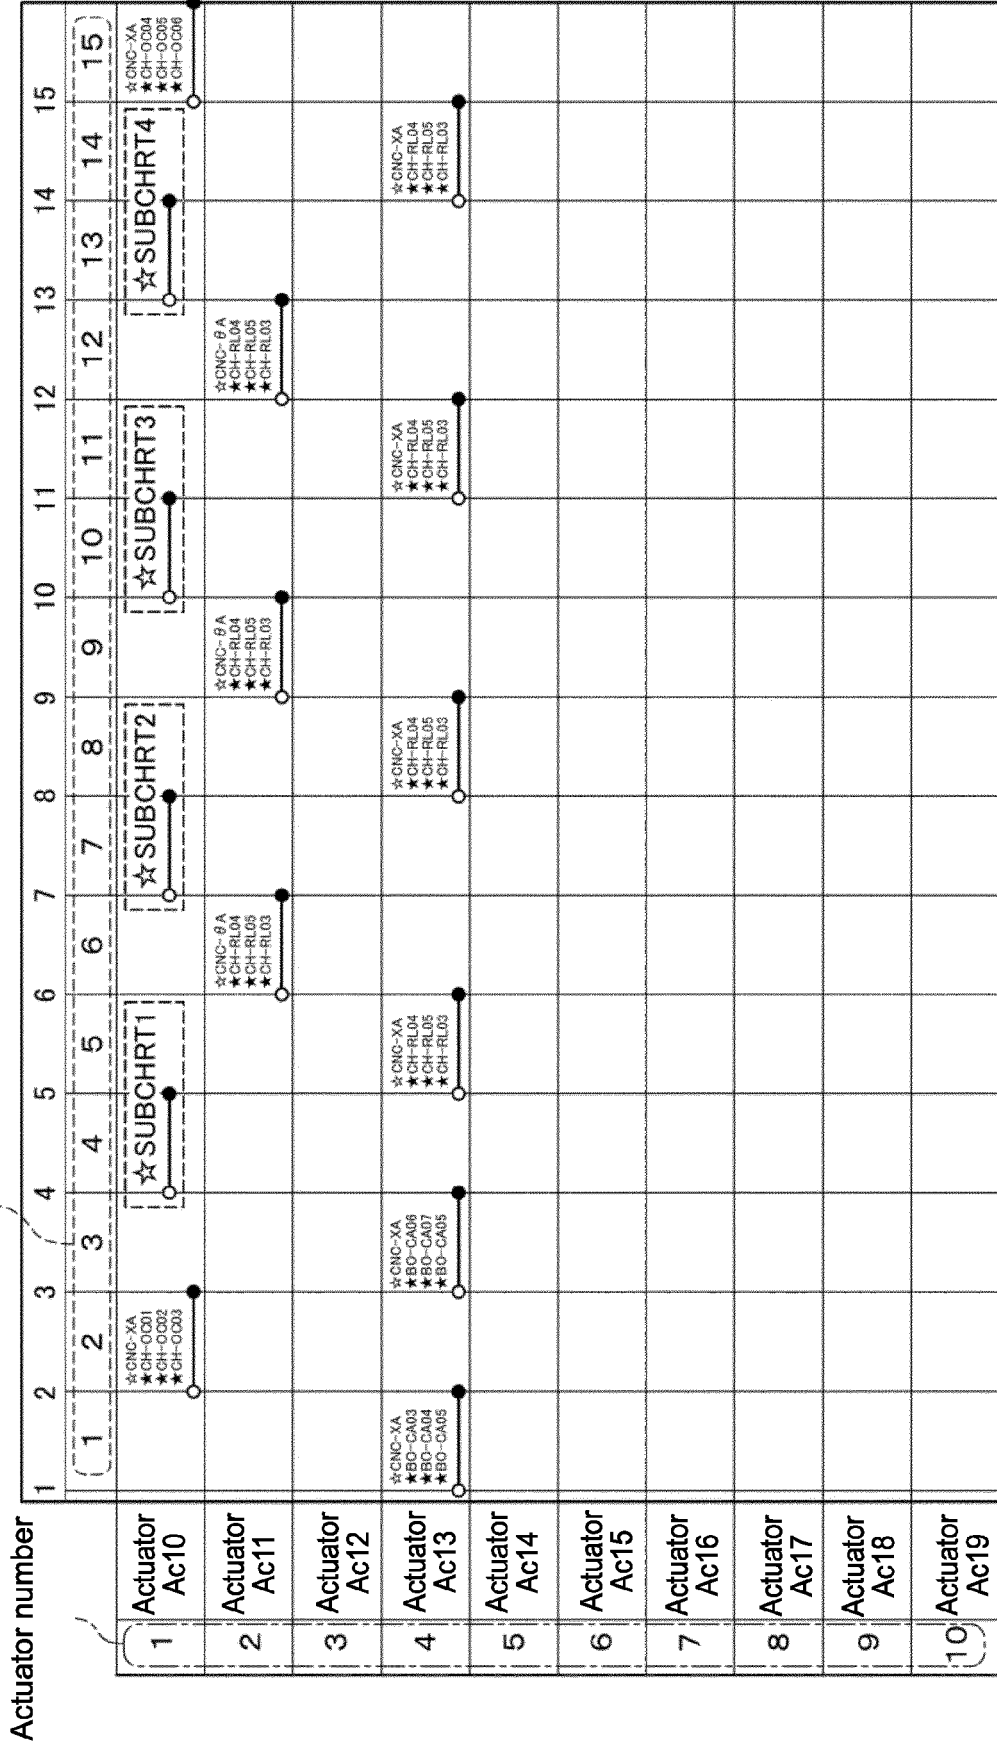 Actuator number
1 2 3 4 5 6 7 8 9 10 11 12 13 14 15
1 2 3 4 5 6 7 8 9 10 11 12 13 14 15
1
Actuator
Ac10
☆CNC-XA
★CH-OC01
★CH-OC02
★CH-OC03
☆SUBCHRT1
☆SUBCHRT2
☆SUBCHRT3
☆SUBCHRT4
☆CNC-XA
★CH-OC04
★CH-OC05
★CH-OC06
2
Actuator
Ac11
☆CNC-θA
★CH-RL04
★CH-RL05
★CH-RL03
☆CNC-θA
★CH-RL04
★CH-RL05
★CH-RL03
☆CNC-θA
★CH-RL04
★CH-RL05
★CH-RL03
3
Actuator
Ac12
4
Actuator
Ac13
☆CNC-XA
★BO-CA03
★BO-CA04
★BO-CA05
☆CNC-XA
★BO-CA06
★BO-CA07
★BO-CA05
☆CNC-XA
★CH-RL04
★CH-RL05
★CH-RL03
☆CNC-XA
★CH-RL04
★CH-RL05
★CH-RL03
☆CNC-XA
★CH-RL04
★CH-RL05
★CH-RL03
☆CNC-XA
★CH-RL04
★CH-RL05
★CH-RL03
5
Actuator
Ac14
6
Actuator
Ac15
7
Actuator
Ac16
8
Actuator
Ac17
9
Actuator
Ac18
10
Actuator
Ac19